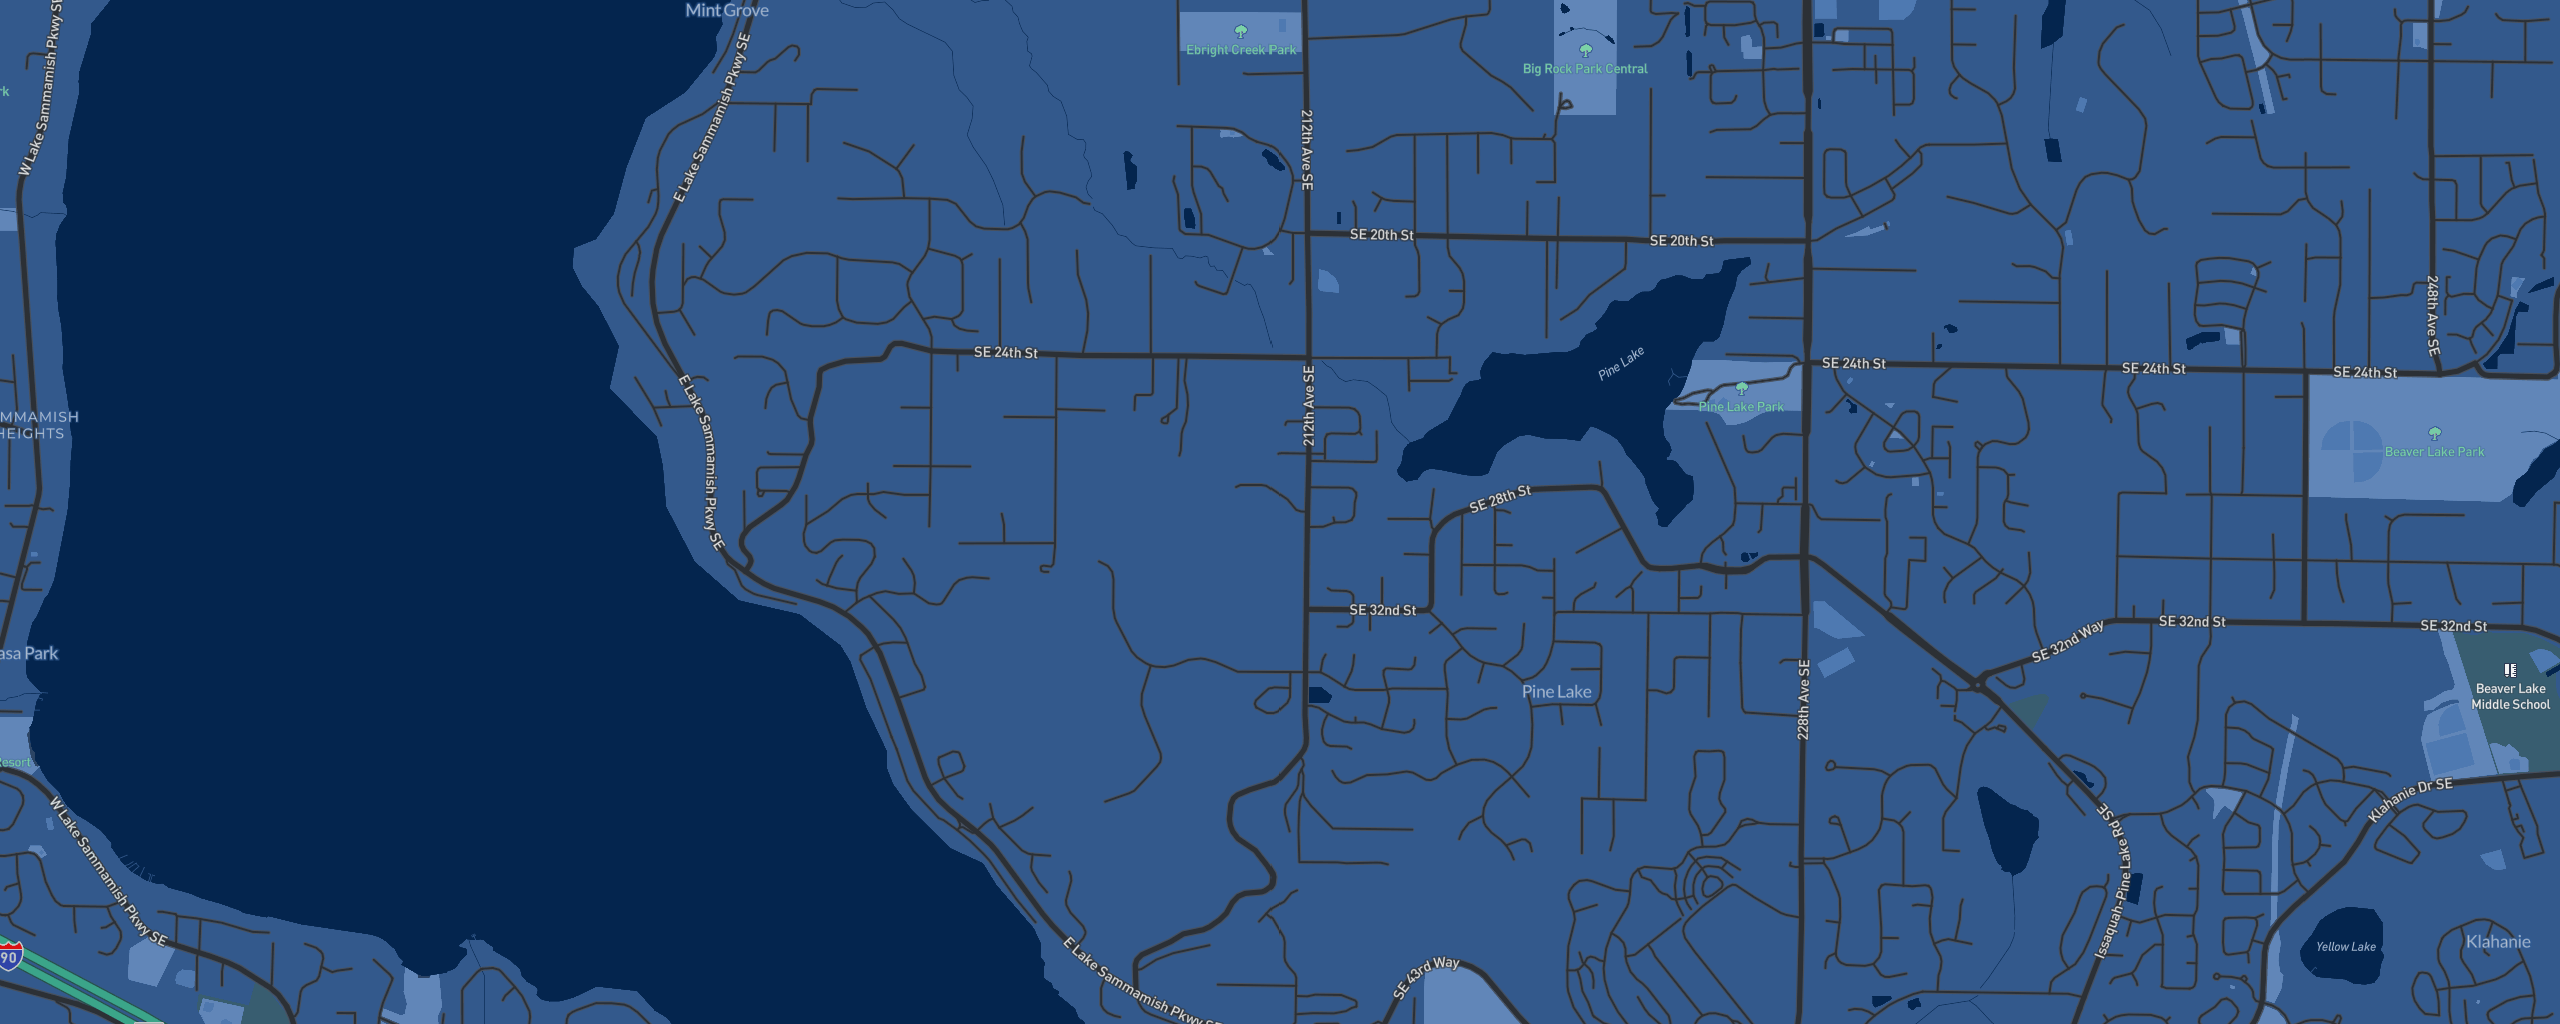 Mint Grove
Ebright Creek Park
Big Rock Park Central
W Lake Sammamish Pkwy SE
E Lake Sammamish Pkwy SE
212th Ave SE
SE 20th St
SE 20th St
248th Ave SE
SE 24th St
Pine Lake
SE 24th St
SE 24th St
SE 24th St
Pine Lake Park
212th Ave SE
E Lake Sammamish Pkwy SE
MMAMISH
HEIGHTS
Beaver Lake Park
SE 28th St
SE 32nd St
SE 32nd Way
SE 32nd St
SE 32nd St
asa Park
Pine Lake
228th Ave SE
Beaver Lake
Middle School
esort
W Lake Sammamish Pkwy SE
Klahanie Dr SE
Issaquah-Pine Lake Rd SE
90
E Lake Sammamish Pkwy SE
SE 43rd Way
Yellow Lake
Klahanie